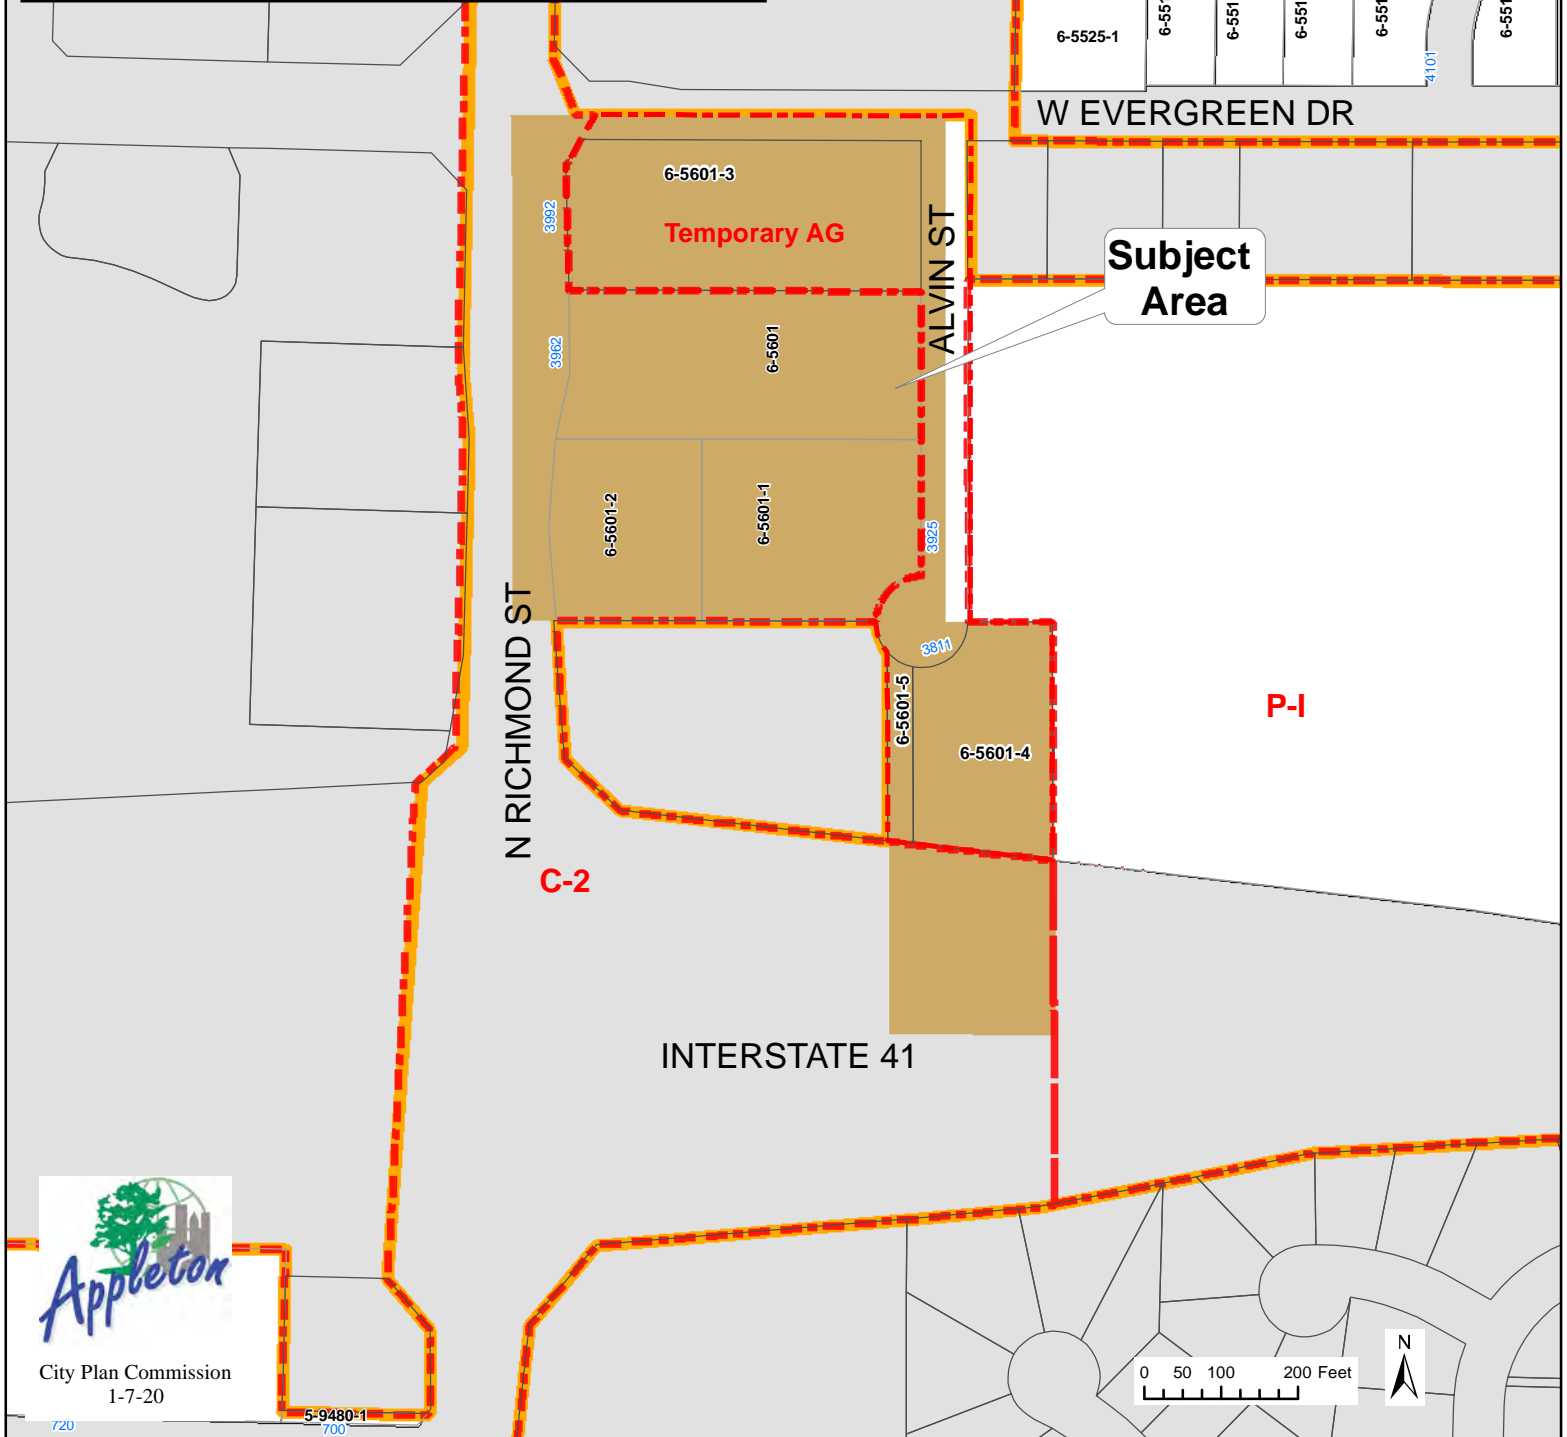 6-5525-1
4101
W EVERGREEN DR
6-5601-3
Temporary AG
3992
ALVIN ST
Subject
Area
3962
6-5601
6-5601-2
6-5601-1
3925
N RICHMOND ST
3811
6-5601-5
6-5601-4
P-I
C-2
INTERSTATE 41
Appleton
City Plan Commission
1-7-20
5-9480-1
720
700
0 50 100 200 Feet
N